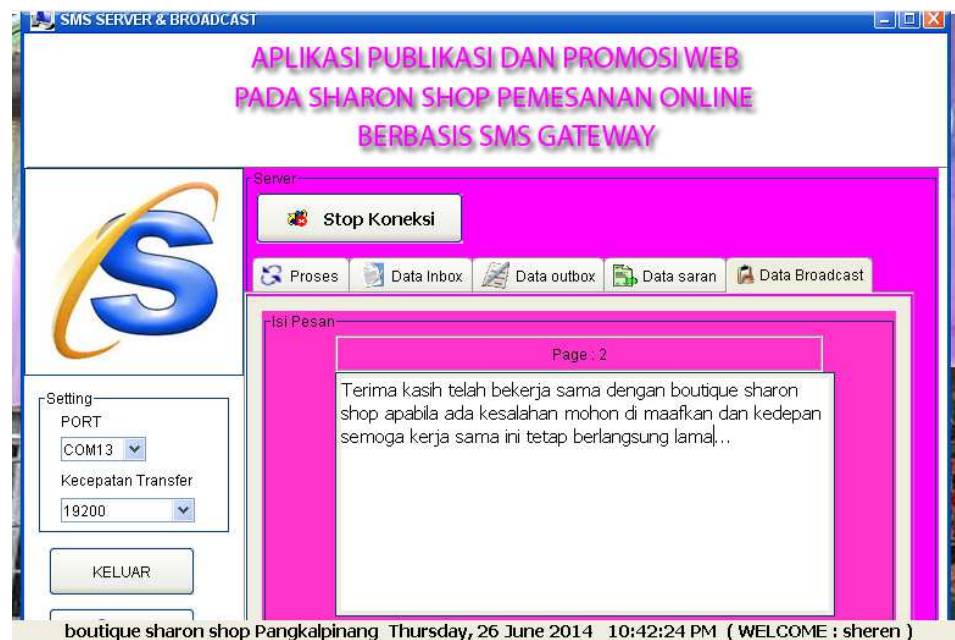 SMS SERVER & BROADCAST
APLIKASI PUBLIKASI DAN PROMOSI WEB
PADA SHARON SHOP PEMESANAN ONLINE
BERBASIS SMS GATEWAY
Server
Stop Koneksi
Proses
Data Inbox
Data outbox
Data saran
Data Broadcast
Isi Pesan
Page : 2
Terima kasih telah bekerja sama dengan boutique sharon
shop apabila ada kesalahan mohon di maafkan dan kedepan
semoga kerja sama ini tetap berlangsung lama...
Setting
PORT
COM13
Kecepatan Transfer
19200
KELUAR
boutique sharon shop Pangkalpinang Thursday, 26 June 2014 10:42:24 PM ( WELCOME : sheren )